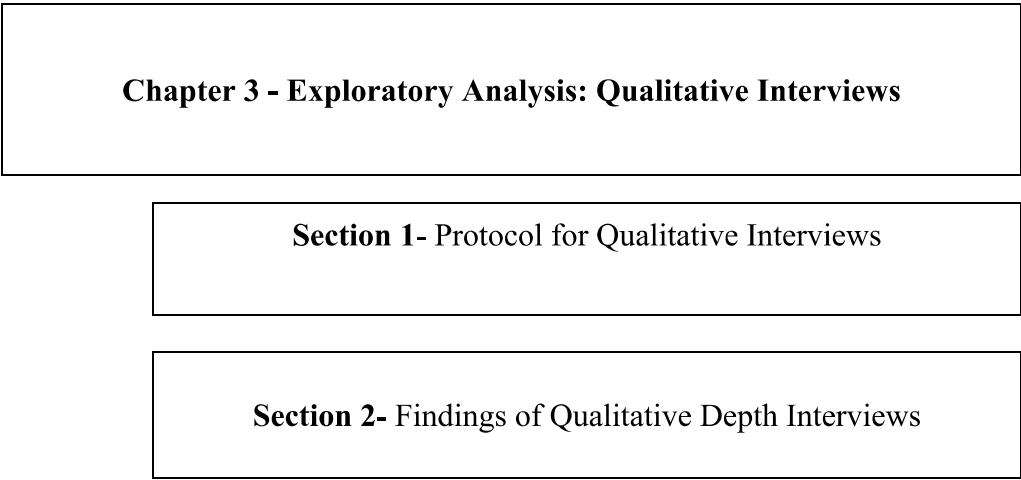 Chapter 3 - Exploratory Analysis: Qualitative Interviews
Section 1- Protocol for Qualitative Interviews
Section 2- Findings of Qualitative Depth Interviews